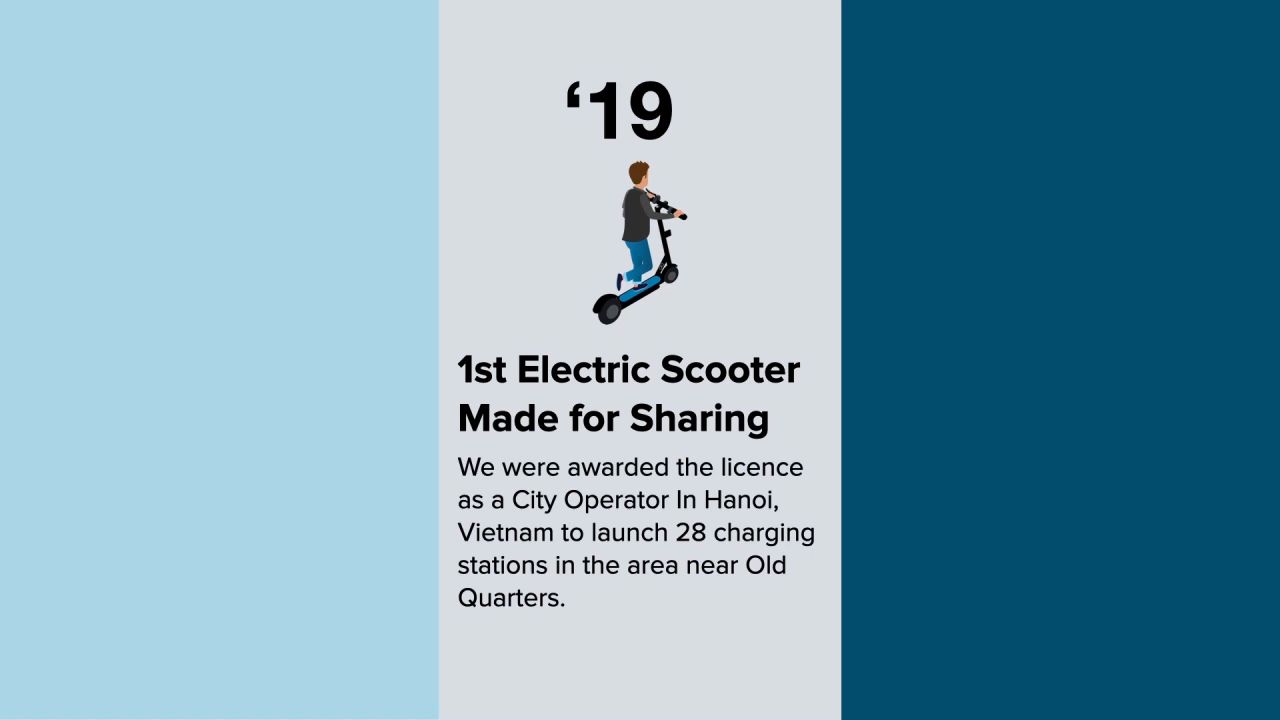 ‘19
1st Electric Scooter
Made for Sharing
We were awarded the licence
as a City Operator In Hanoi,
Vietnam to launch 28 charging
stations in the area near Old
Quarters.